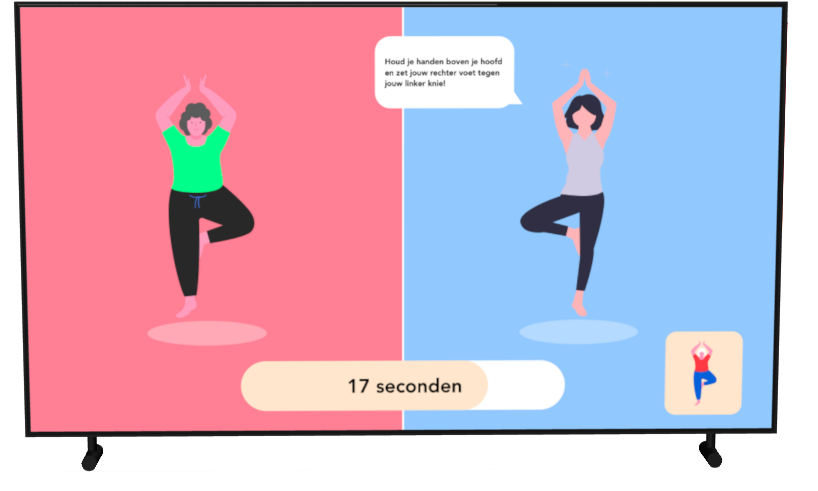 Houd je handen boven je hoofd
en zet jouw rechter voet tegen
jouw linker knie!
17 seconden